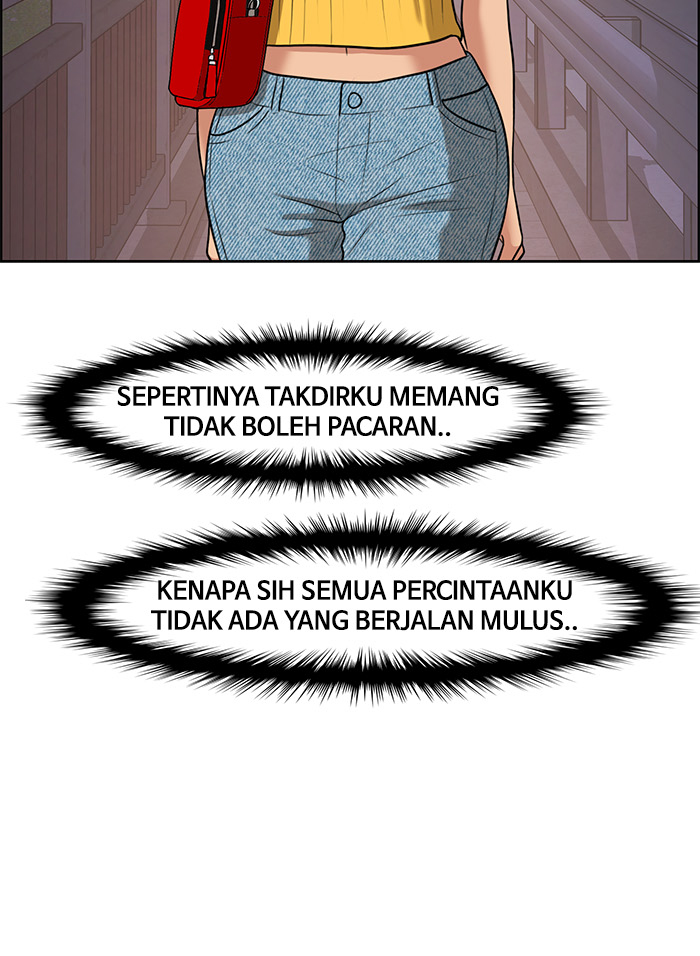 SEPERTINYA TAKDIRKU MEMANG
TIDAK BOLEH PACARAN..
KENAPA SIH SEMUA PERCINTAANKU
TIDAK ADA YANG BERJALAN MULUS..